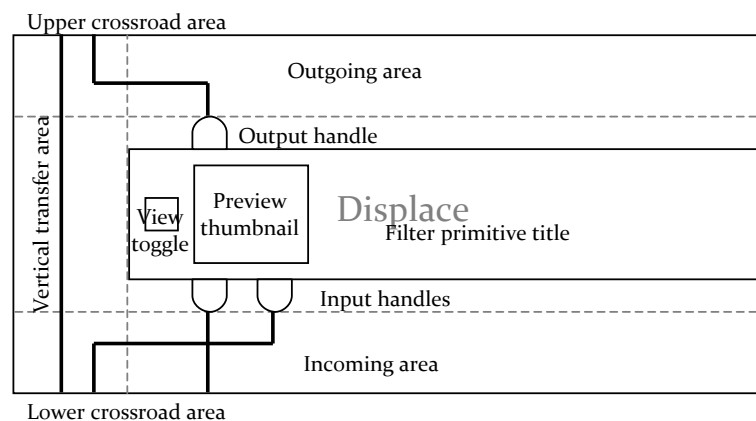 Upper crossroad area
Outgoing area
Output handle
Vertical transfer area
View
toggle
Preview
thumbnail
Displace
Filter primitive title
Input handles
Incoming area
Lower crossroad area